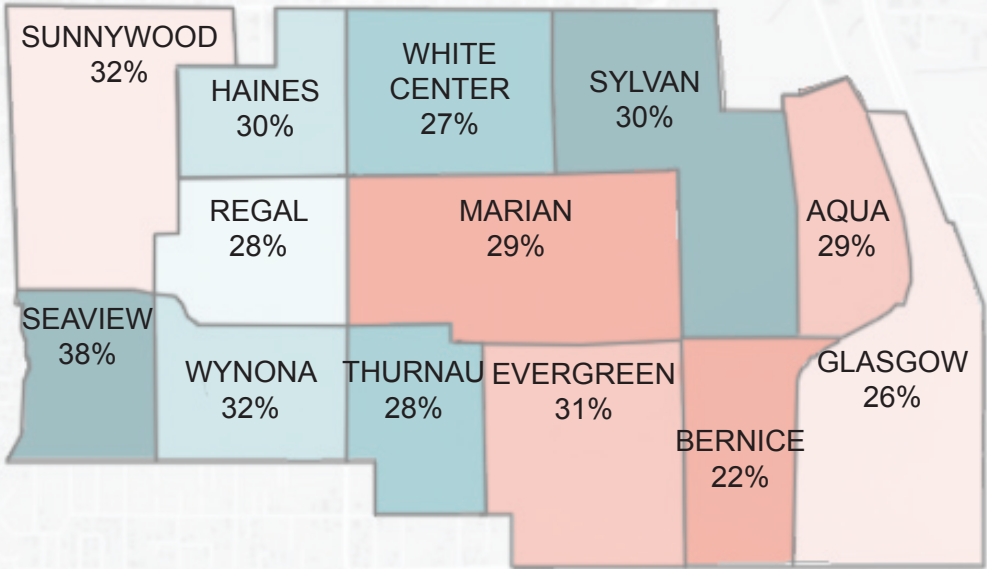 SUNNYWOOD
32%
HAINES
30%
WHITE
CENTER
27%
SYLVAN
30%
REGAL
28%
MARIAN
29%
AQUA
29%
SEAVIEW
38%
WYNONA
32%
THURNAU
28%
EVERGREEN
31%
BERNICE
22%
GLASGOW
26%